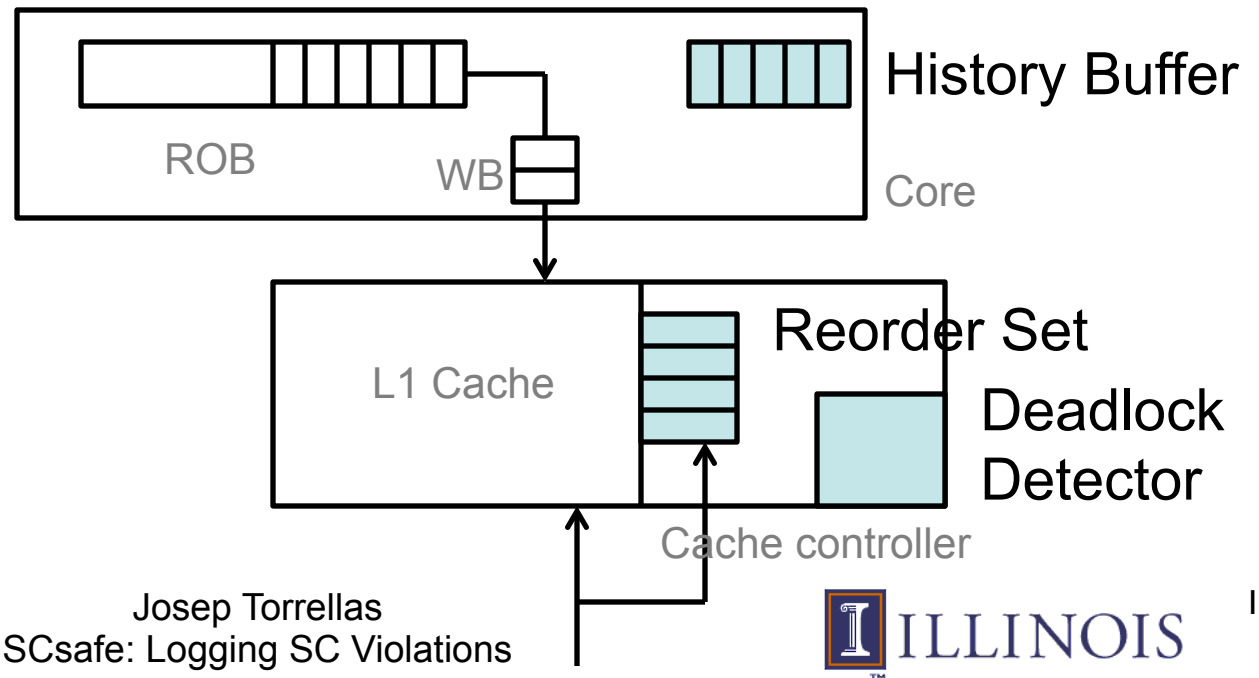 History Buffer
ROB
WB
Core
Reorder Set
L1 Cache
Deadlock
Detector
Cache controller
Josep Torrellas
SCsafe: Logging SC Violations
I ILLINOIS
TM
I